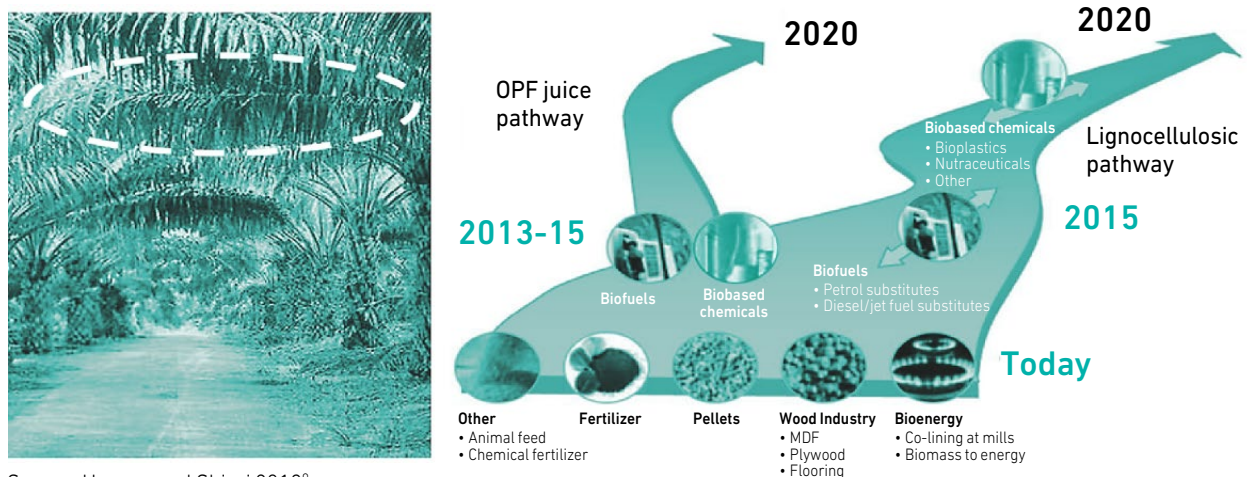 2020
2020
OPF juice
pathway
Biobased chemicals
• Bioplastics
• Nutraceuticals
• Other
Lignocellulosic
pathway
2013-15
2015
Biofuels
Biobased
chemicals
Biofuels
• Petrol substitutes
• Diesel/jet fuel substitutes
Today
Other
• Animal feed
• Chemical fertilizer
Fertilizer
Pellets
Wood Industry
• MDF
• Plywood
• Flooring
Bioenergy
• Co-lining at mills
• Biomass to energy